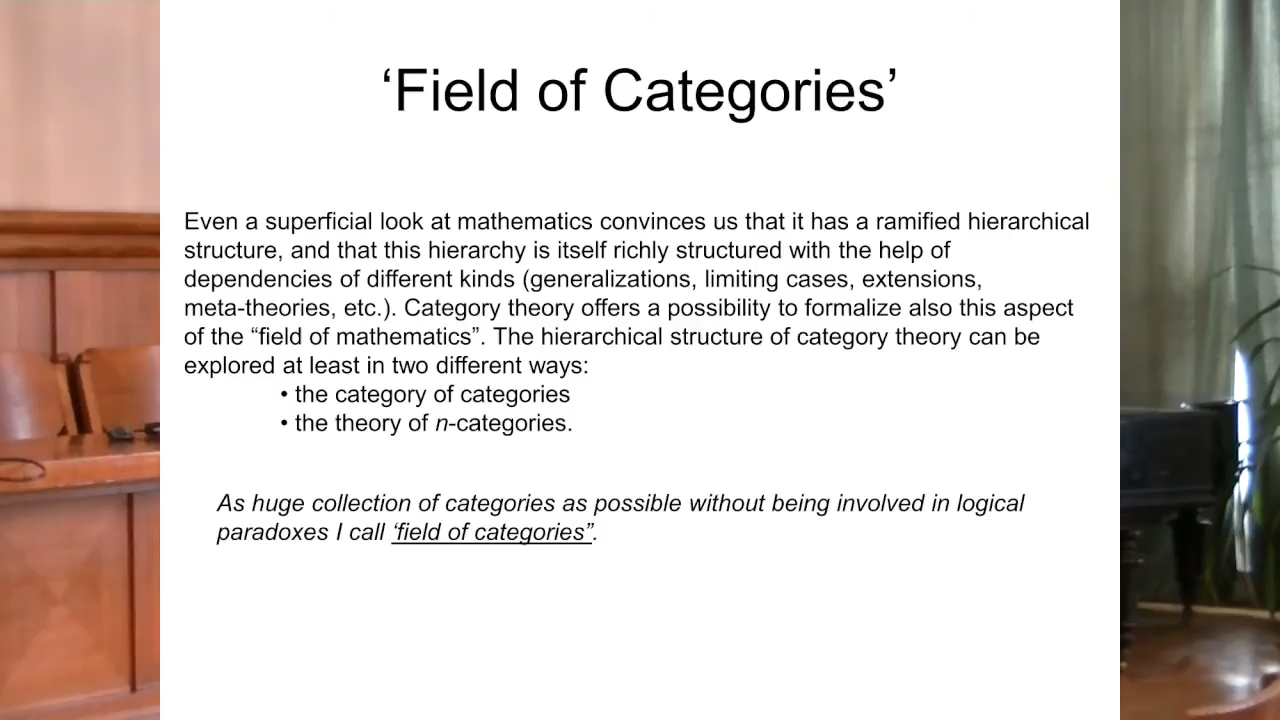 ‘Field of Categories’
Even a superficial look at mathematics convinces us that it has a ramified hierarchical
structure, and that this hierarchy is itself richly structured with the help of
dependencies of different kinds (generalizations, limiting cases, extensions,
meta-theories, etc.). Category theory offers a possibility to formalize also this aspect
of the “field of mathematics”. The hierarchical structure of category theory can be
explored at least in two different ways:
• the category of categories
• the theory of n-categories.
As huge collection of categories as possible without being involved in logical
paradoxes I call ‘field of categories”.